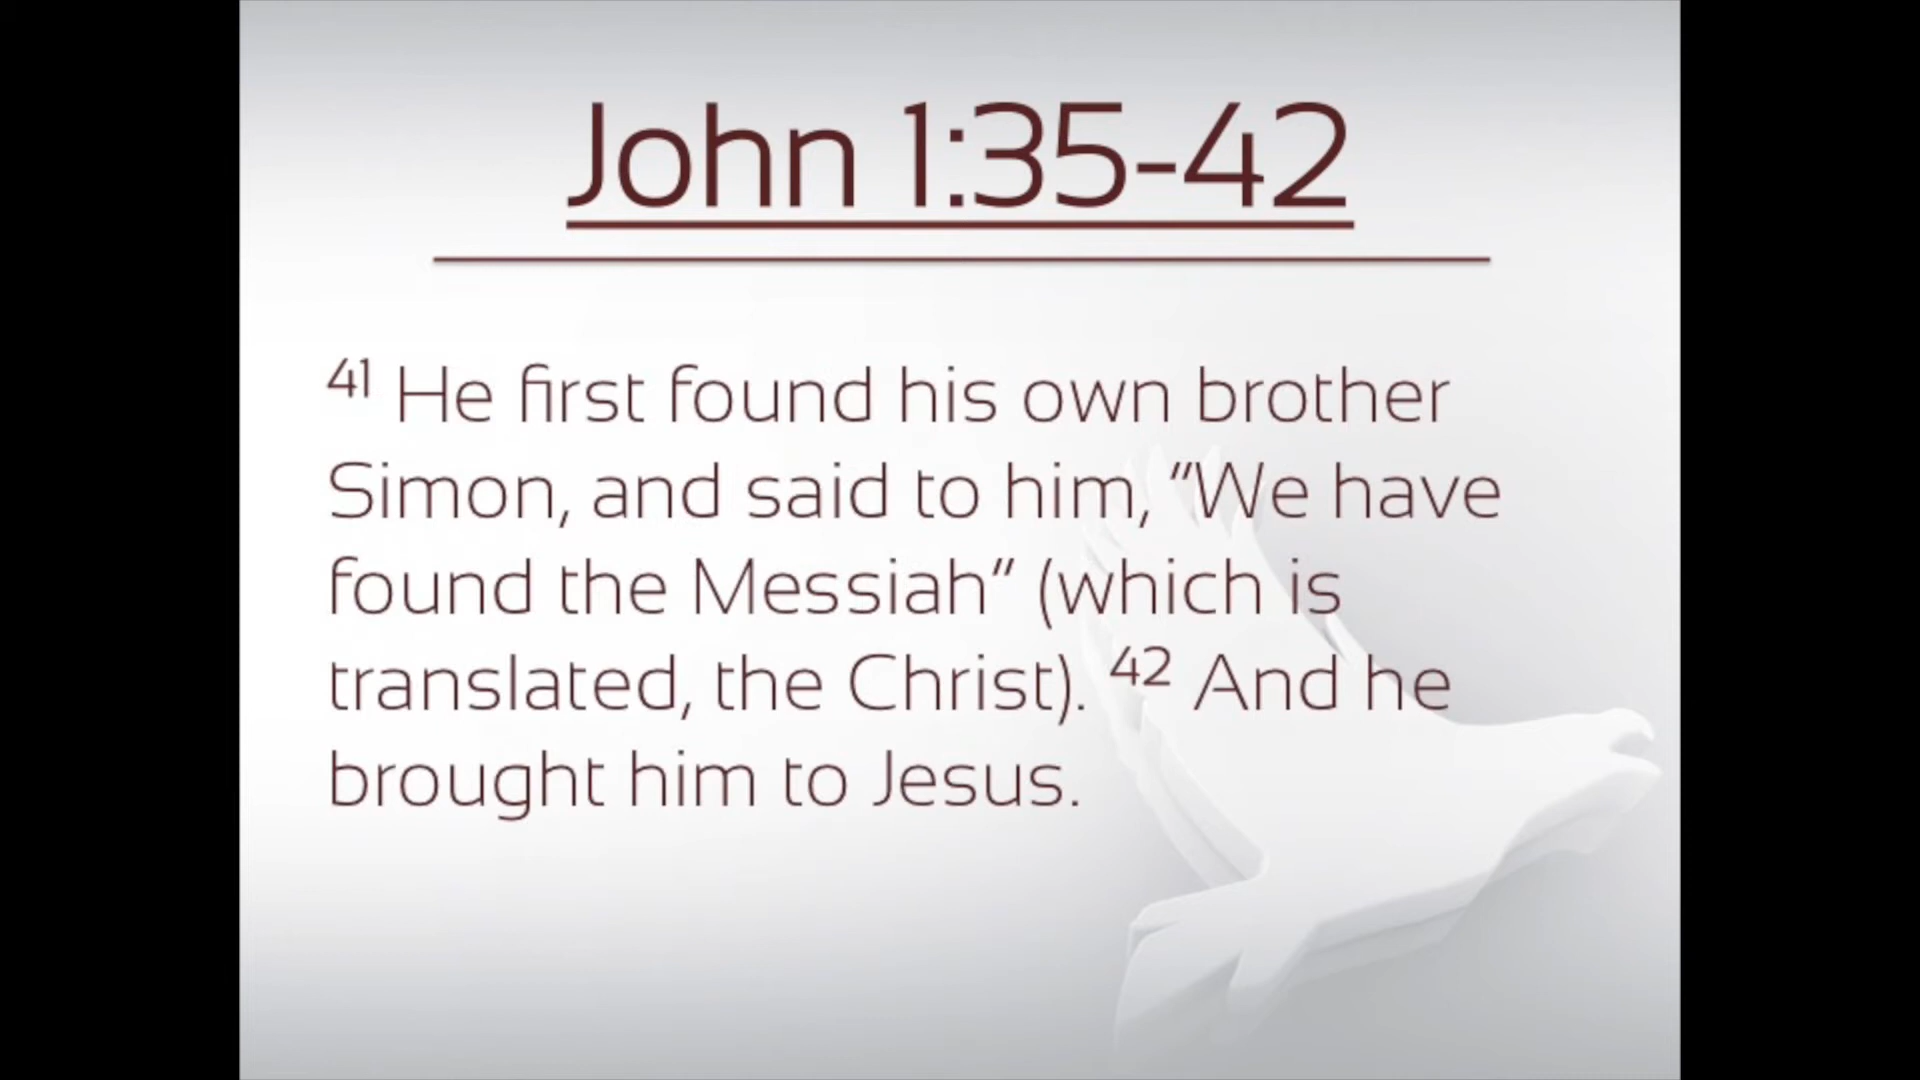 John 1:35-42
41 He first found his own brother
Simon, and said to him, “We have
found the Messiah” (which is
translated, the Christ). 42 And he
brought him to Jesus.